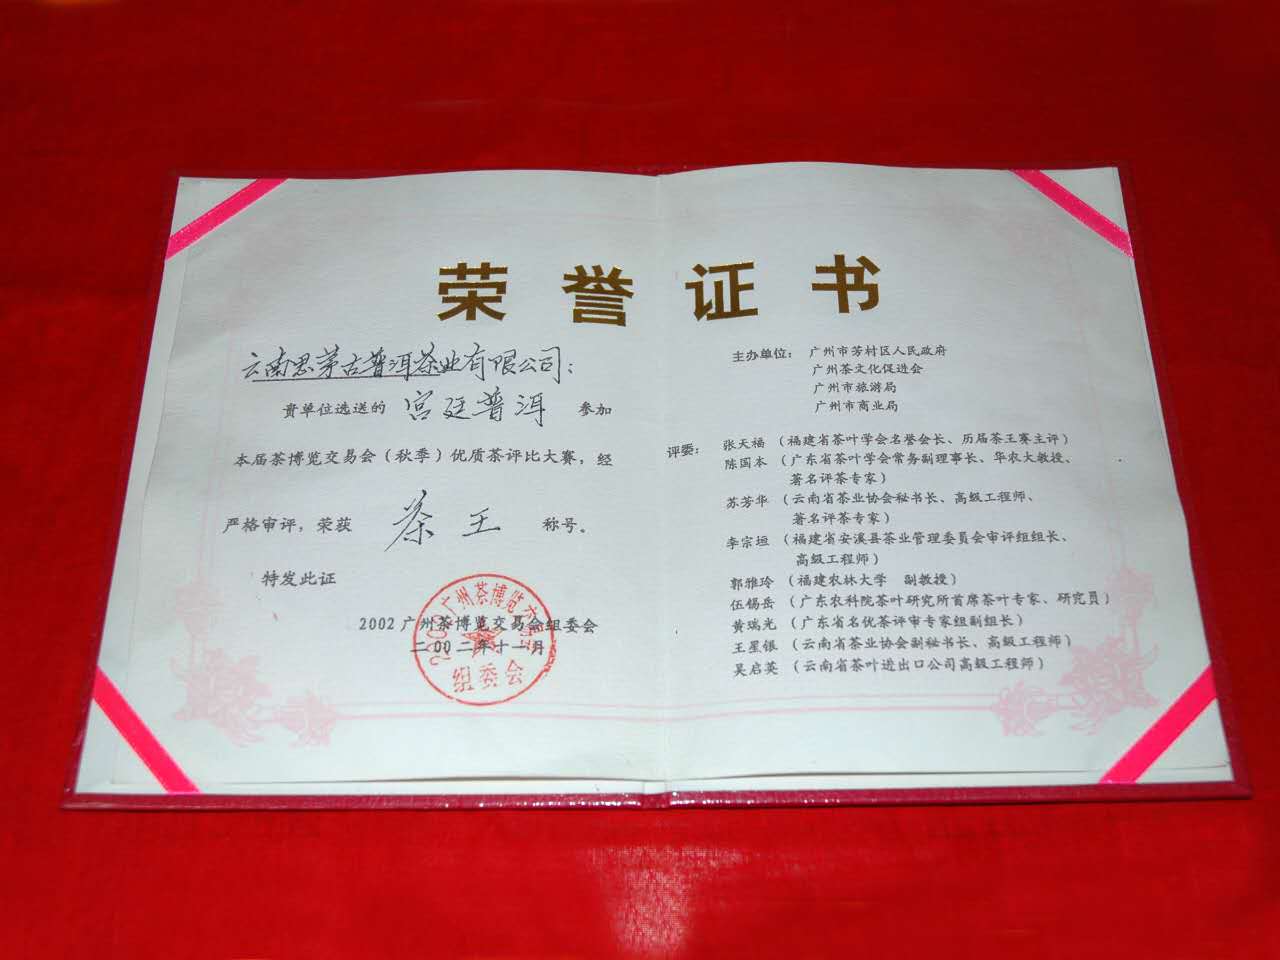 荣誉证书
云南思茅古普洱茶业有限公司：
贵单位选送的 宫廷普洱 参加
本届茶博览交易会（秋季）优质茶评比大赛，经
严格审评，荣获 茶王 称号。
特发此证
2002广州茶博览交易会组委会
二00二年十一月
组委会
主办单位： 广州市芳村区人民政府
广州茶文化促进会
广州市旅游局
广州市商业局
评委： 张天福 （福建省茶叶学会名誉会长、历届茶王赛主评）
陈国本 （广东省茶叶学会常务副理事长、华农大教授、
著名评茶专家）
苏芳华 （云南省茶业协会秘书长、高级工程师、
著名评茶专家）
李宗垣 （福建省安溪县茶业管理委员会审评组组长、
高级工程师）
郭雅玲 （福建农林大学 副教授）
伍锡岳 （广东农科院茶叶研究所首席茶叶专家、研究员）
黄瑞光 （广东省名优茶评审专家组副组长）
王星银 （云南省茶业协会副秘书长、高级工程师）
吴启英 （云南省茶叶进出口公司高级工程师）